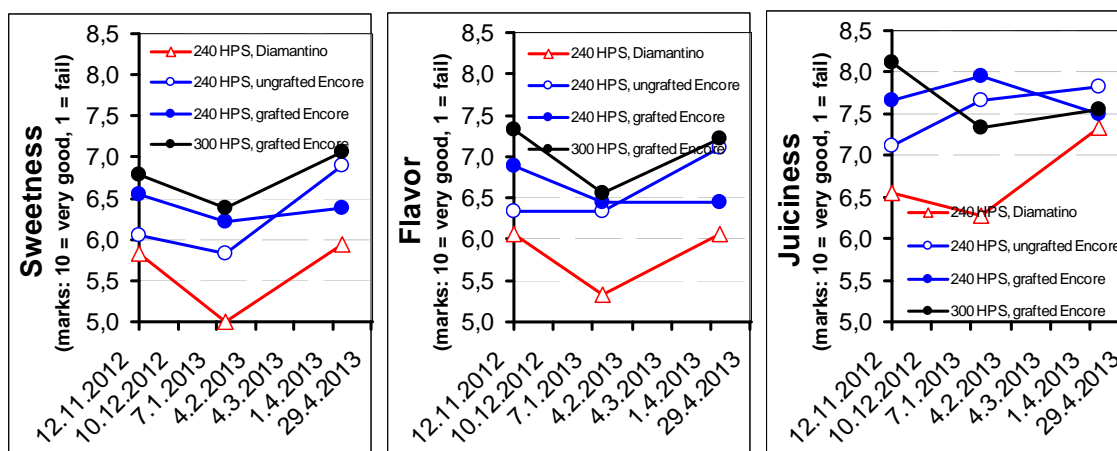 Sweetness
(marks: 10 = very good, 1 = fail)
8,5
8,0
7,5
7,0
6,5
6,0
5,5
5,0
240 HPS, Diamantino
240 HPS, ungrafted Encore
240 HPS, grafted Encore
300 HPS, grafted Encore
12.11.2012
10.12.2012
7.1.2013
4.2.2013
4.3.2013
1.4.2013
29.4.2013
Flavor
(marks: 10 = very good, 1 = fail)
8,5
8,0
7,5
7,0
6,5
6,0
5,5
5,0
240 HPS, Diamantino
240 HPS, ungrafted Encore
240 HPS, grafted Encore
300 HPS, grafted Encore
12.11.2012
10.12.2012
7.1.2013
4.2.2013
4.3.2013
1.4.2013
29.4.2013
Juiciness
(marks: 10 = very good, 1 = fail)
8,5
8,0
7,5
7,0
6,5
6,0
5,5
5,0
240 HPS, Diamatino
240 HPS, ungrafted Encore
240 HPS, grafted Encore
300 HPS, grafted Encore
12.11.2012
10.12.2012
7.1.2013
4.2.2013
4.3.2013
1.4.2013
29.4.2013